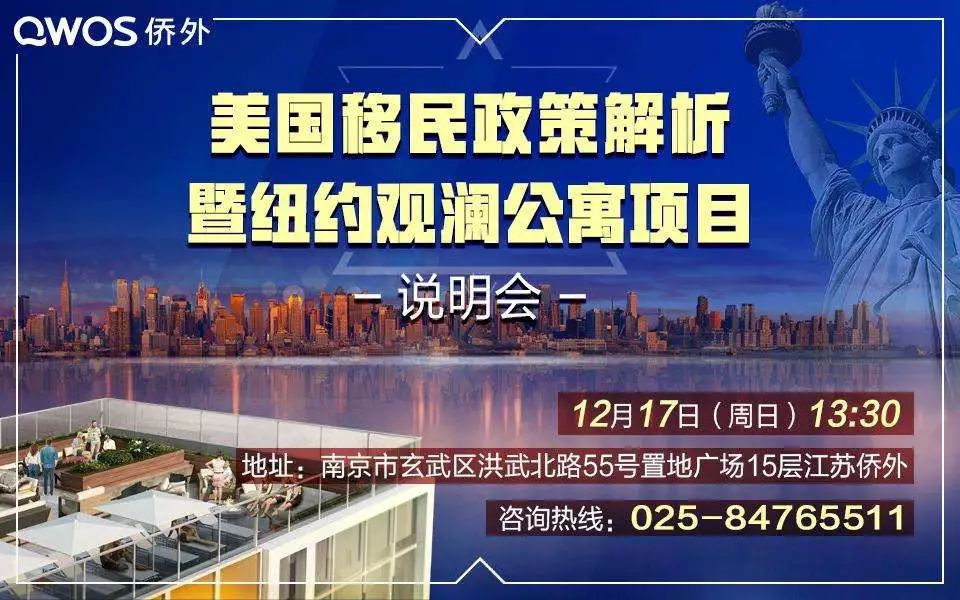 QWOS 侨外
美国移民政策解析
暨纽约观澜公寓项目
- 说明会 -
12月17日（周日）13:30
地址：南京市玄武区洪武北路55号置地广场15层江苏侨外
咨询热线：025-84765511